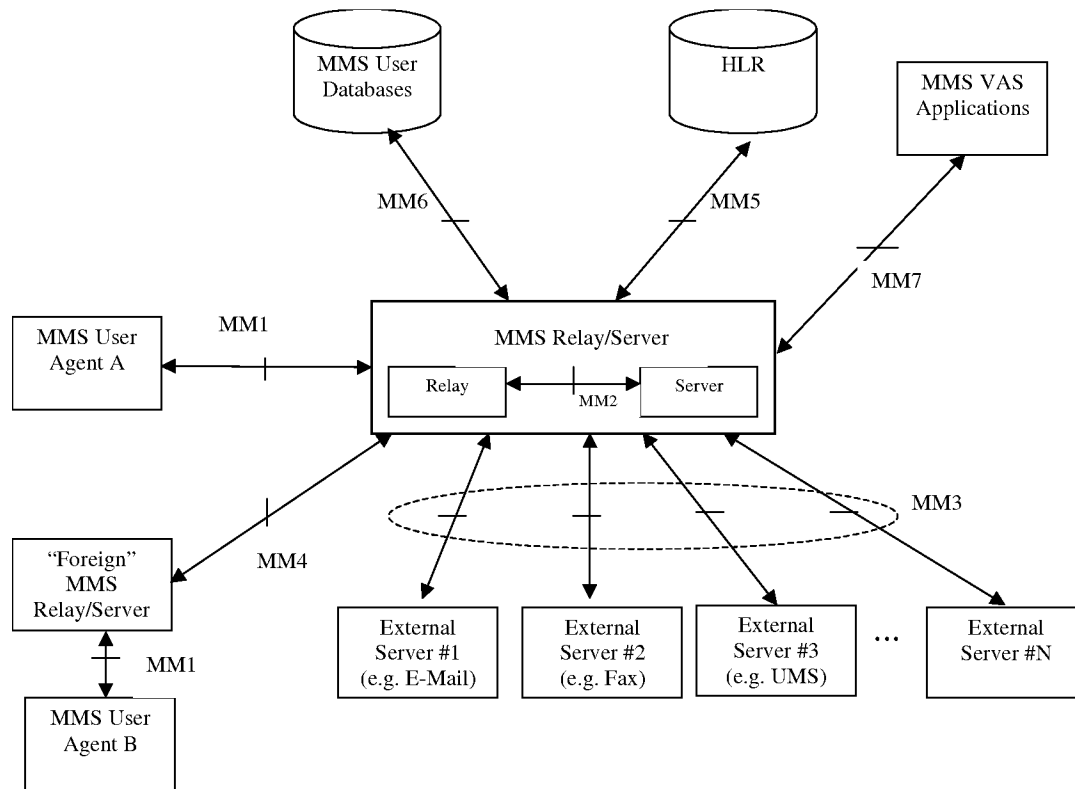 MMS User
Databases
HLR
MMS VAS
Applications
MM6
MM5
MM7
MMS User
Agent A
MM1
MMS Relay/Server
Relay
MM2
Server
MM3
MM4
"Foreign"
MMS
Relay/Server
MM1
MMS User
Agent B
External
Server #1
(e.g. E-Mail)
External
Server #2
(e.g. Fax)
External
Server #3
(e.g. UMS)
...
External
Server #N